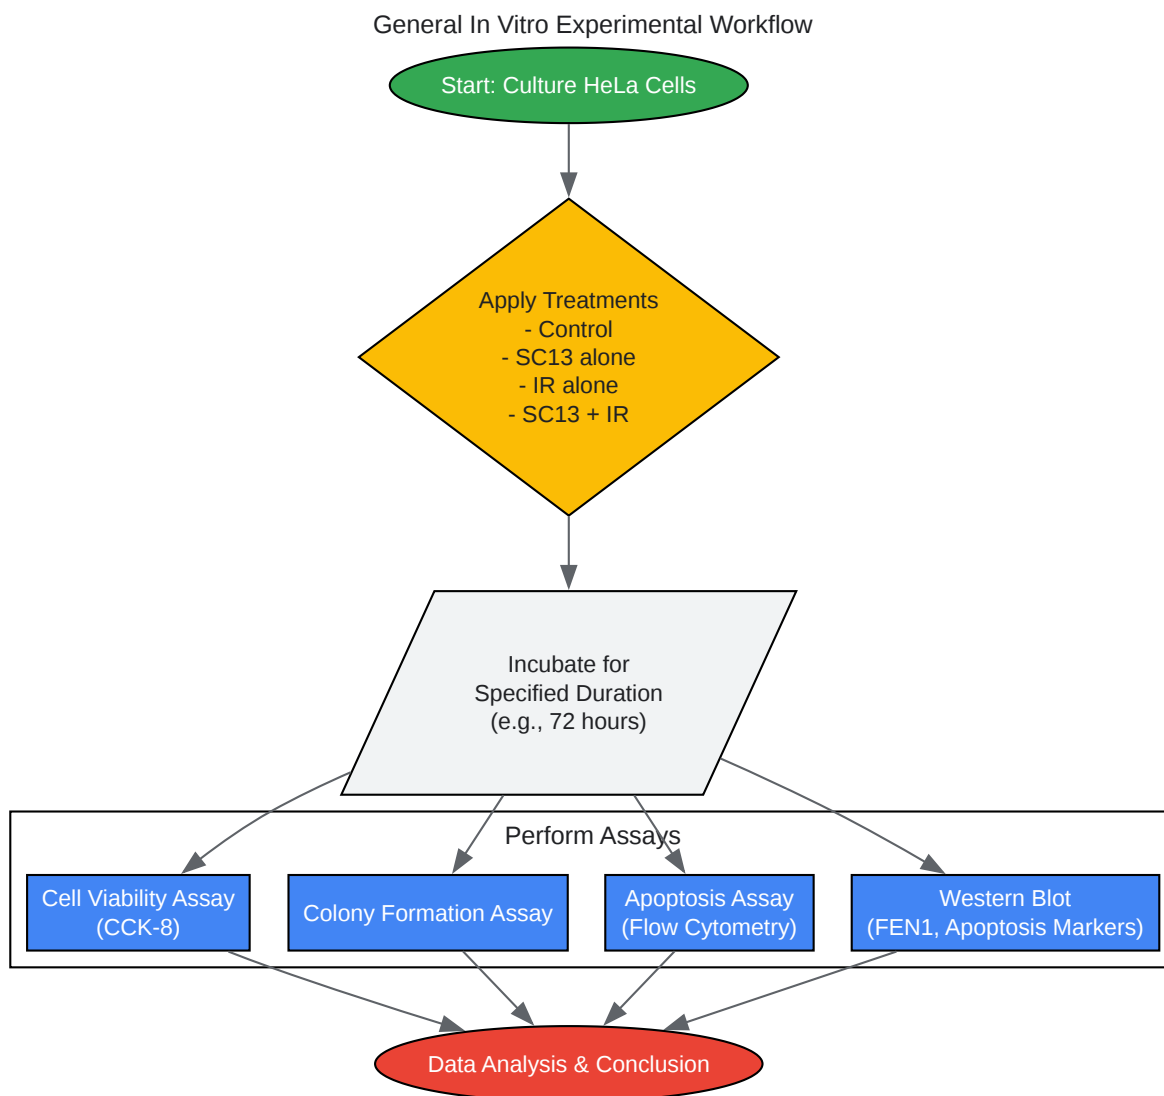 General In Vitro Experimental Workflow
Start: Culture HeLa Cells
Apply Treatments
- Control
- SC13 alone
- IR alone
- SC13 + IR
Incubate for
Specified Duration
(e.g., 72 hours)
Perform Assays
Cell Viability Assay
(CCK-8)
Colony Formation Assay
Apoptosis Assay
(Flow Cytometry)
Western Blot
(FEN1, Apoptosis Markers)
Data Analysis & Conclusion